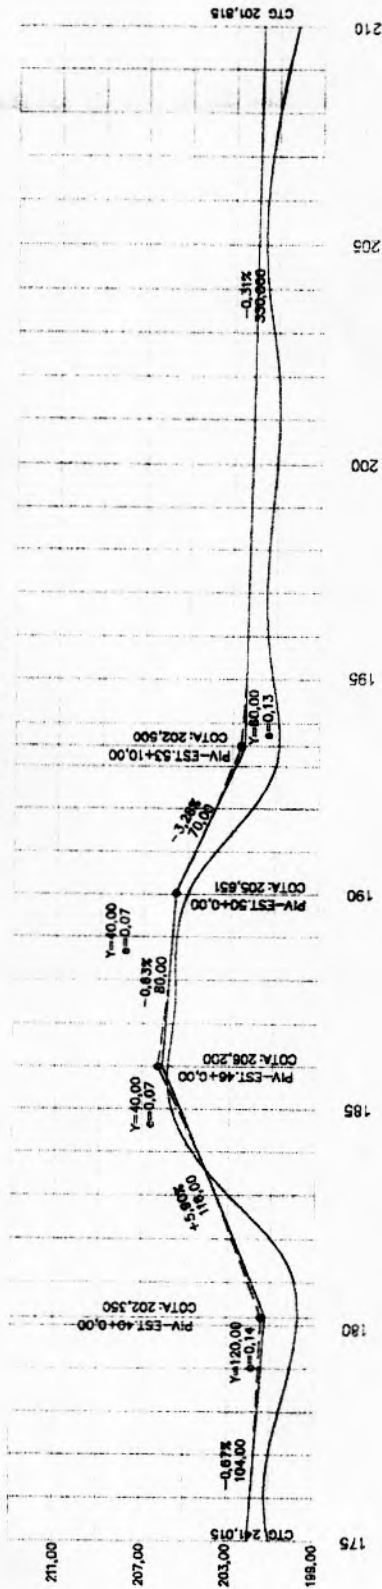 CTG 201,815
-0,31%
330,000
Y=80,00
e=0,13
PIV-EST.53+10,00
COTA: 202,500
-3,28%
70,00
PIV-EST.50+0,00
COTA: 205,651
Y=40,00
e=0,07
-0,83%
80,00
PIV-EST.46+0,00
COTA: 206,200
Y=40,00
e=0,07
116,00
PIV-EST.40+0,00
COTA: 202,350
Y=120,00
e=0,14
-0,67%
104,00
CTG 241,015
211,00
207,00
203,00
199,00
175
180
185
190
195
200
205
210